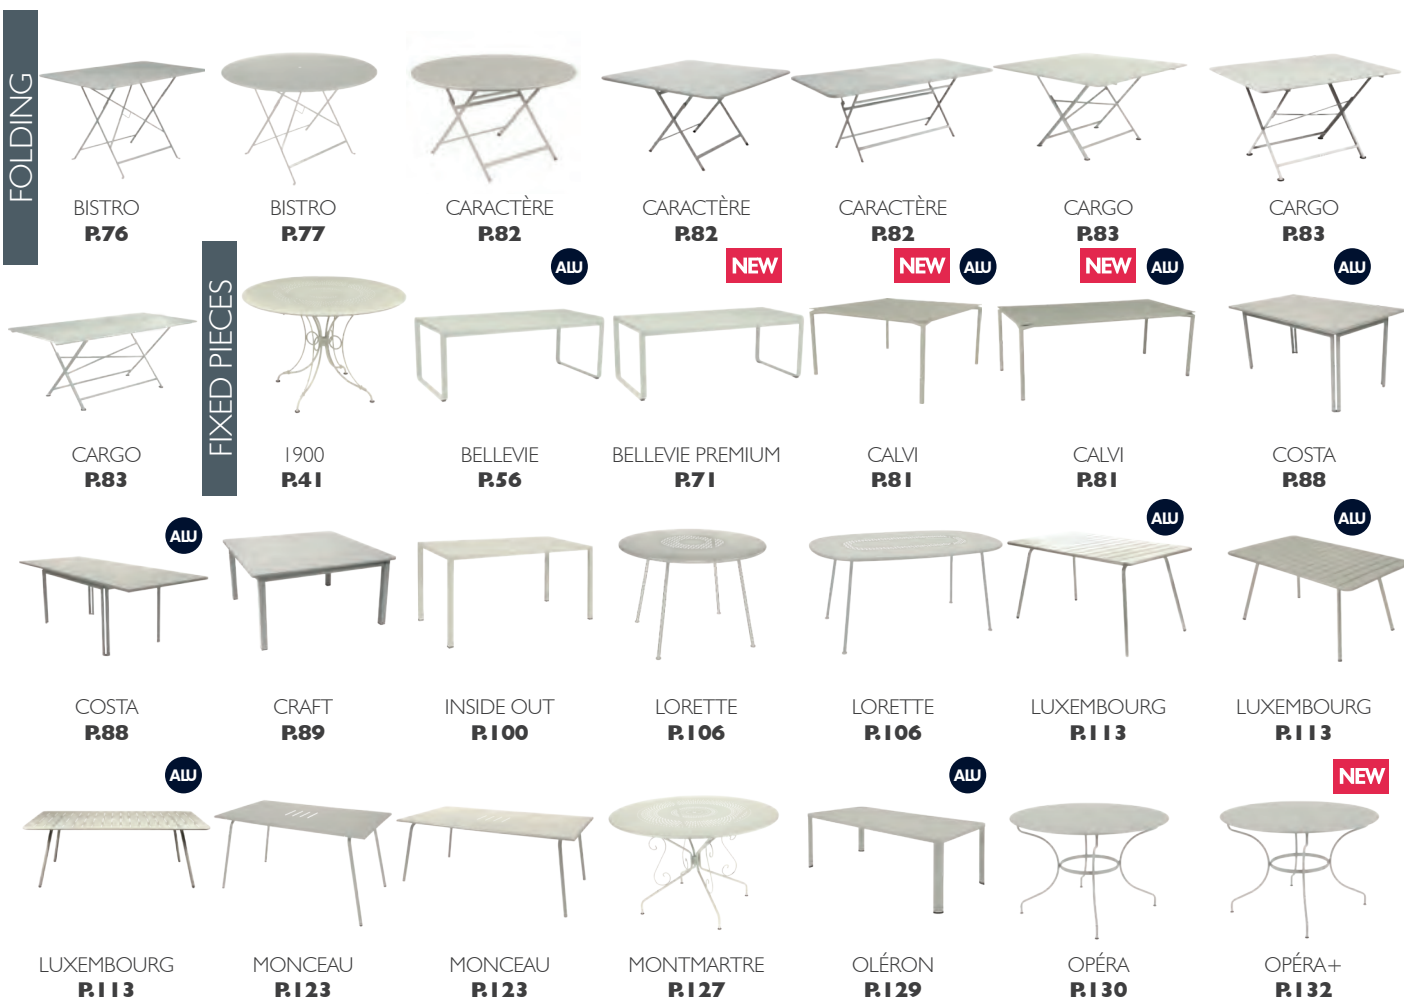 FOLDING
BISTRO
P.76
BISTRO
P.77
CARACTÈRE
P.82
CARACTÈRE
P.82
CARACTÈRE
P.82
CARGO
P.83
CARGO
P.83
CARGO
P.83
FIXED PIECES
1900
P.41
ALU
BELLEVIE
P.56
NEW
BELLEVIE PREMIUM
P.71
NEW ALU
CALVI
P.81
NEW ALU
CALVI
P.81
ALU
COSTA
P.88
ALU
COSTA
P.88
CRAFT
P.89
INSIDE OUT
P.100
LORETTE
P.106
LORETTE
P.106
ALU
LUXEMBOURG
P.113
ALU
LUXEMBOURG
P.113
ALU
LUXEMBOURG
P.113
MONCEAU
P.123
MONCEAU
P.123
MONTMARTRE
P.127
ALU
OLÉRON
P.129
OPÉRA
P.130
NEW
OPÉRA+
P.132